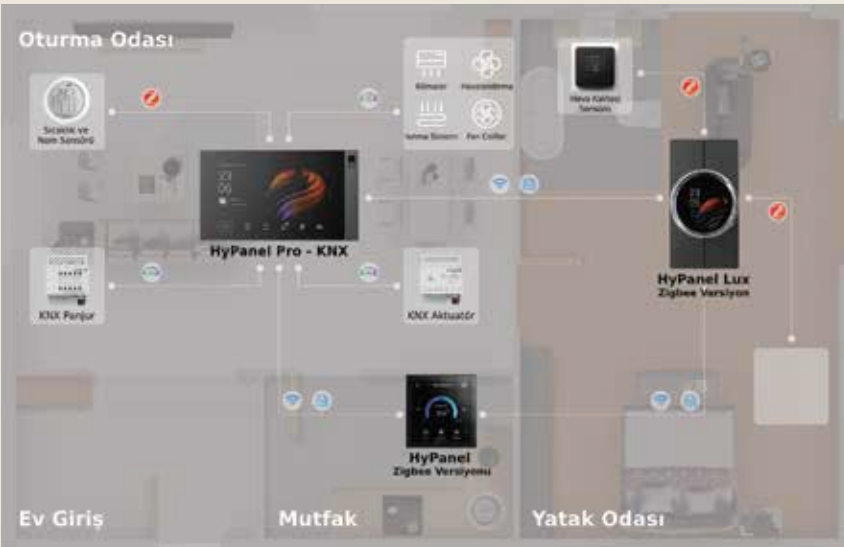 Oturma Odası
Sıcaklık ve
Nem Sensörü
Klimalar
Havalandırma
Isıtma Sistemi
Fan Coiller
Hava Kalitesi
Sensörü
23
06
HyPanel Pro - KNX
HyPanel Lux
Zigbee Versiyon
KNX Panjur
KNX Aktuatör
HyPanel
Zigbee Versiyonu
Ev Giriş
Mutfak
Yatak Odası